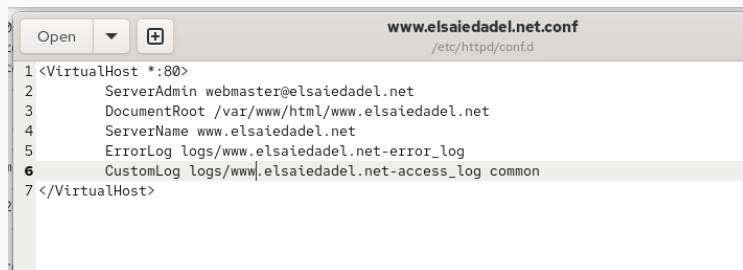 www.elsaiedadel.net.conf
Open
/etc/httpd/conf.d
1 <VirtualHost *:80>
2 ServerAdmin webmaster@elsaiedadel.net
3 DocumentRoot /var/www/html/www.elsaiedadel.net
4 ServerName www.elsaiedadel.net
5 ErrorLog logs/www.elsaiedadel.net-error_log
6 CustomLog logs/www.elsaiedadel.net-access_log common
7 </VirtualHost>